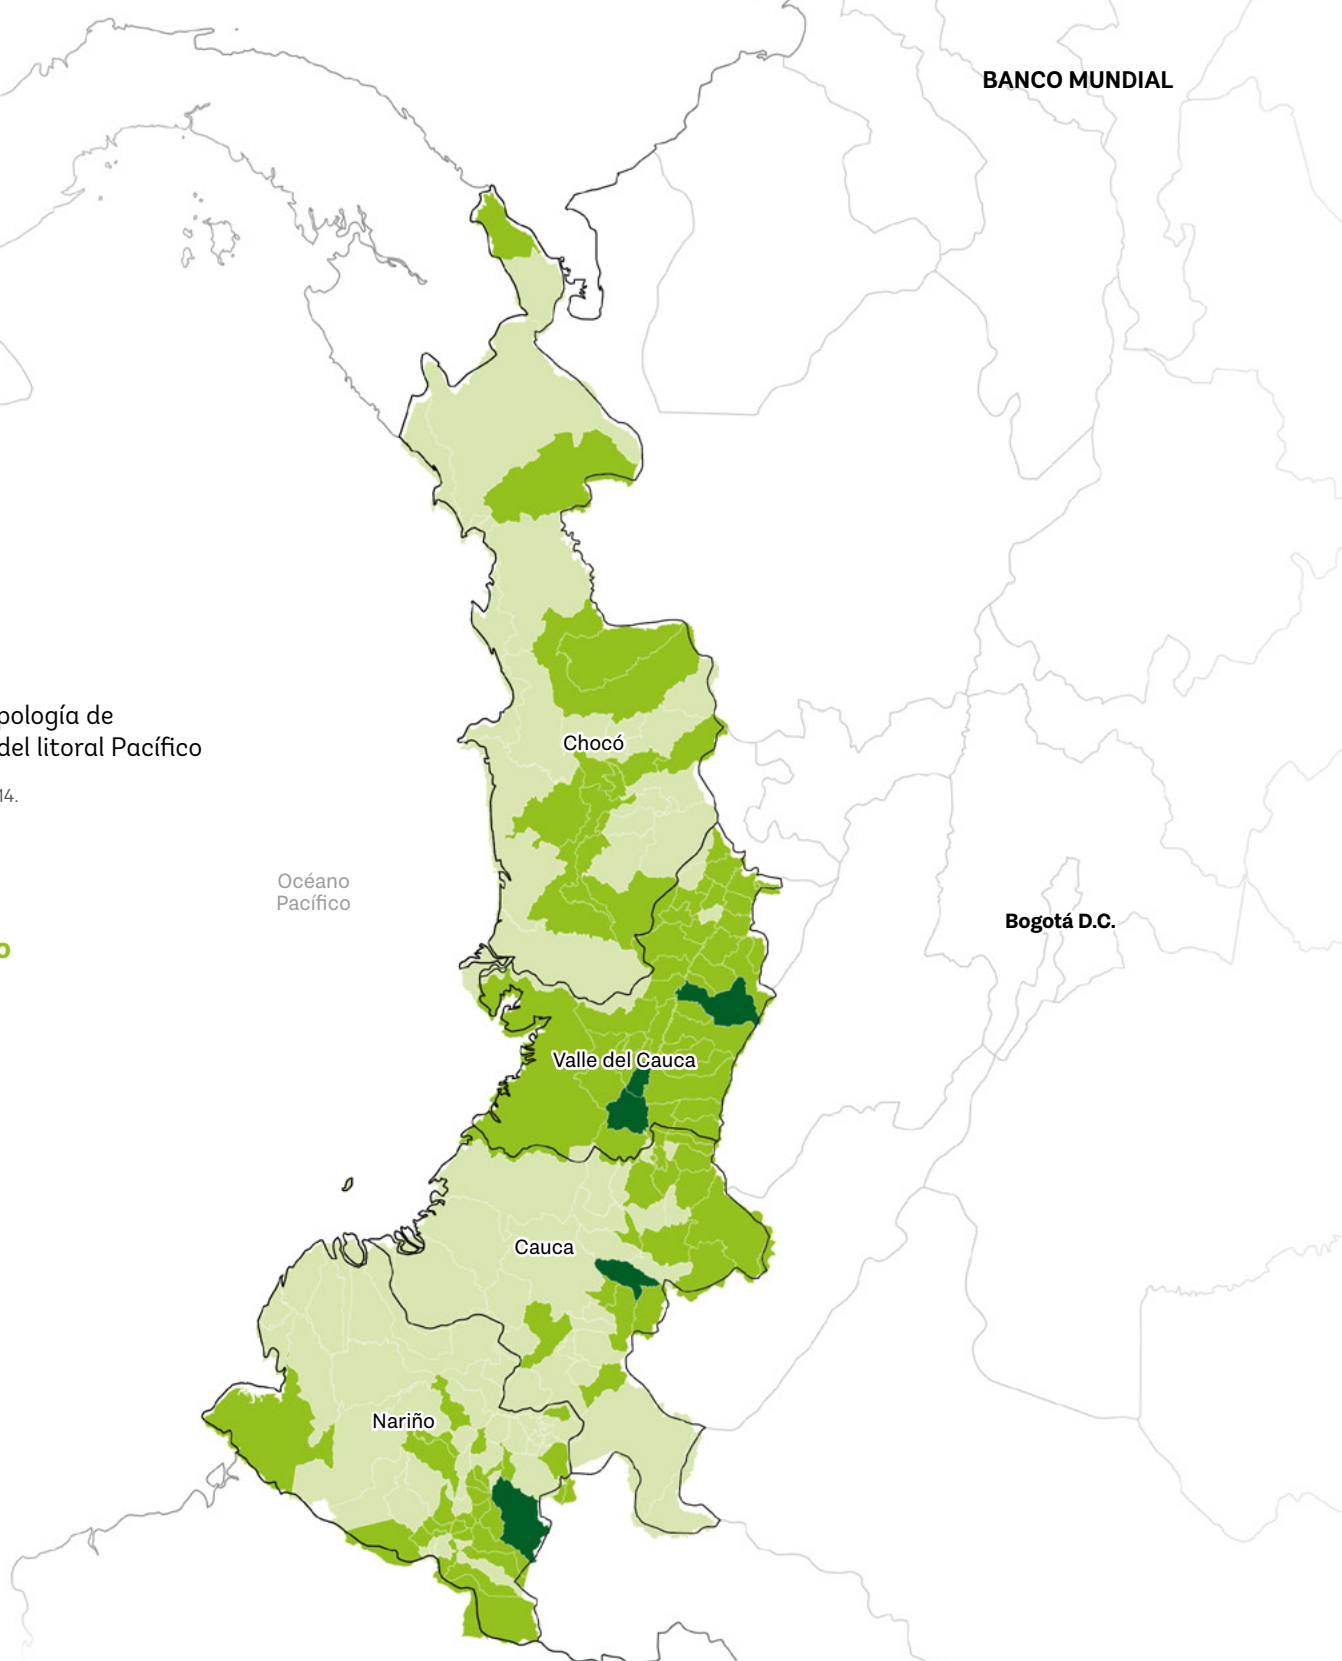 BANCO MUNDIAL
pología de
del litoral Pacífico
14.
Océano
Pacífico
o
Chocó
Valle del Cauca
Cauca
Nariño
Bogotá D.C.